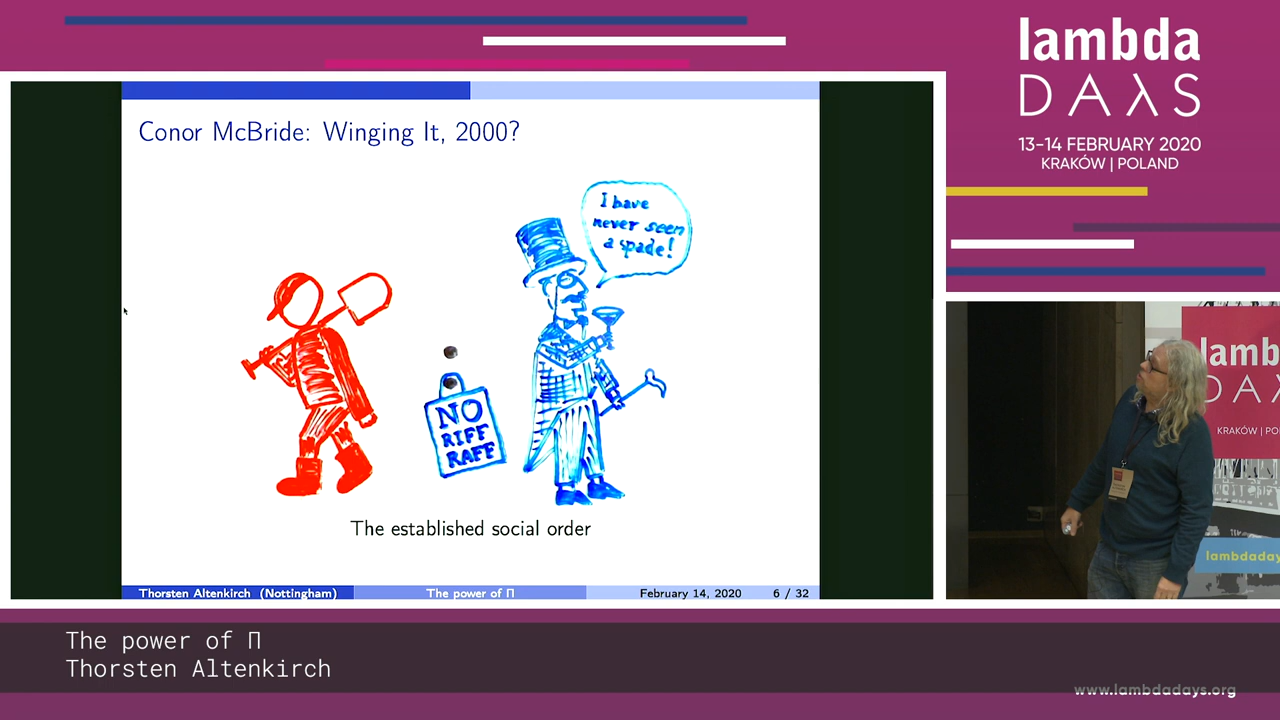 lambda
DAλS
13-14 FEBRUARY 2020
KRAKÓW | POLAND
Conor McBride: Winging It, 2000?
I have
never seen
a spade!
NO
RIFF
RAFF
The established social order
Thorsten Altenkirch (Nottingham)
The power of Π
February 14, 2020
6 / 32
lamb
DAλ
KRAKÓW | PO
lambdaday
The power of Π
Thorsten Altenkirch
www.lambdadays.org